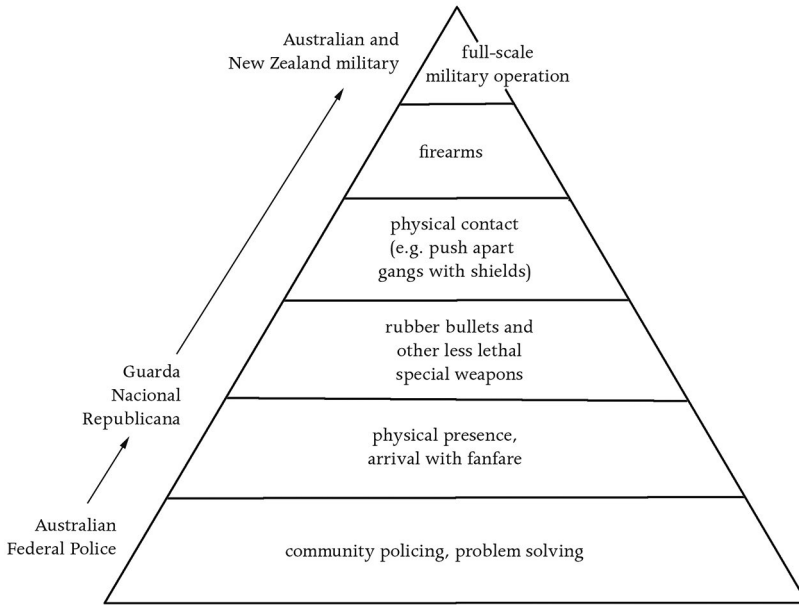 Australian and
New Zealand military
full-scale
military operation
firearms
physical contact
(e.g. push apart
gangs with shields)
rubber bullets and
other less lethal
special weapons
Guarda
Nacional
Republicana
physical presence,
arrival with fanfare
Australian
Federal Police
community policing, problem solving